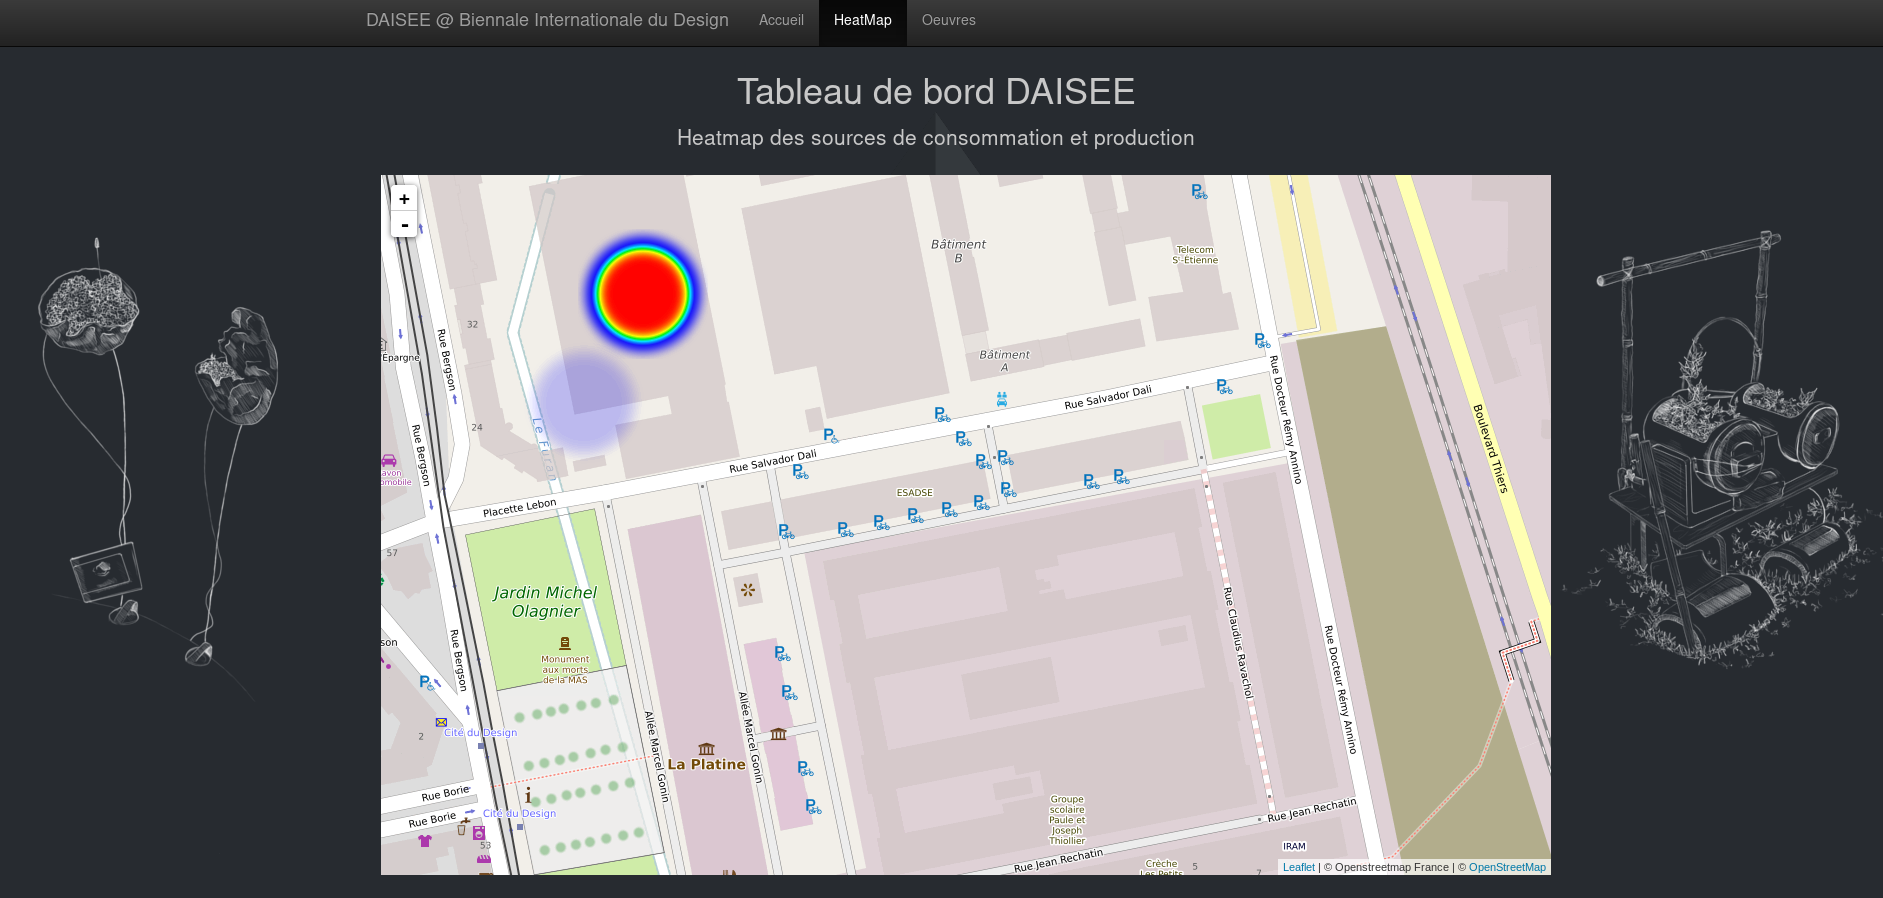 DAISEE @ Biennale Internationale du Design
Accueil
HeatMap
Oeuvres
Tableau de bord DAISEE
Heatmap des sources de consommation et production
+
-
Bâtiment
B
Telecom
S'-Étienne
32
Rue Bergson
'Épargne
Bâtiment
A
Rue Salvador Dali
Rue Docteur Rémy Annino
Boulevard Thiers
24
Le Furan
Rue Bergson
Rue Salvador Dali
avon
omobile
ESADSE
Placette Lebon
57
Jardin Michel
Olagnier
Rue Claudius Ravachol
Rue Docteur Rémy Annino
son
Rue Bergson
Monument
aux morts
de la MAS
Allée Marcel Gonin
Allée Marcel Gonin
2
Cité du Design
La Platine
Rue Borie
Rue Borie
Cité du Design
53
Groupe
scolaire
Paule et
Joseph
Thiollier
Rue Jean Rechatin
Rue Jean Rechatin
IRAM
Crèche
Les Petits
5
7
Leaflet | © Openstreetmap France | © OpenStreetMap